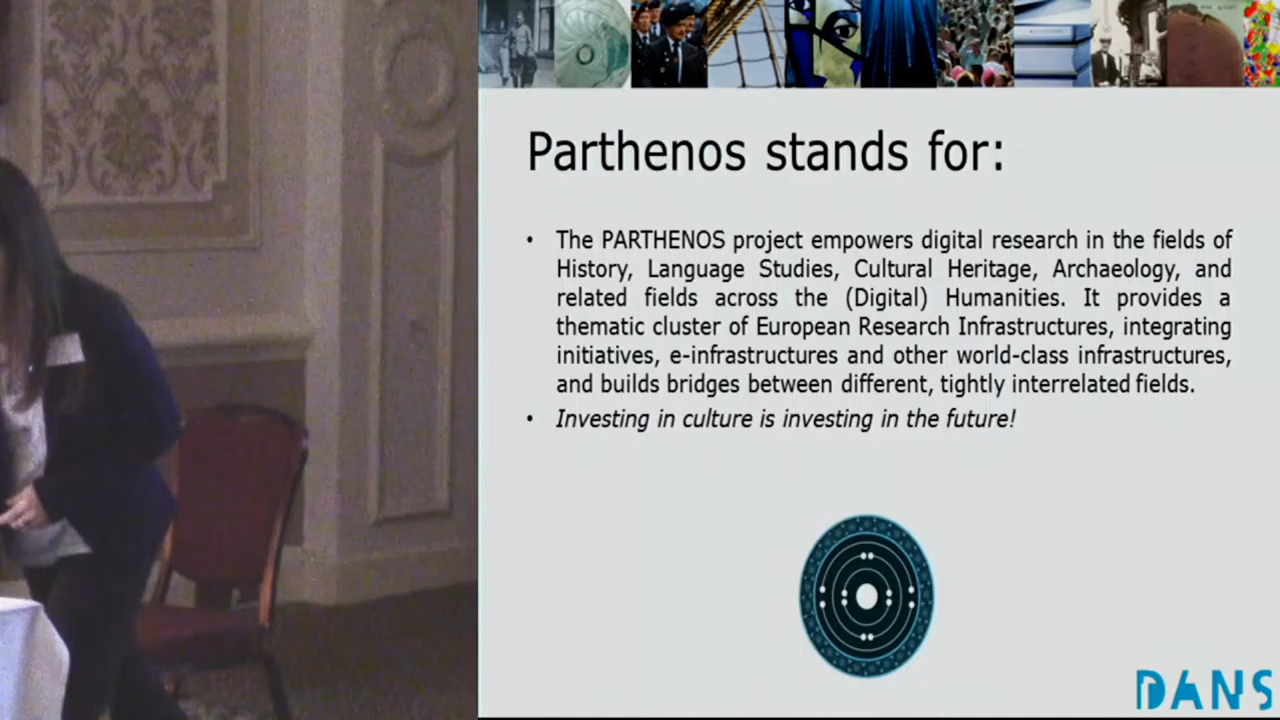 Parthenos stands for:
• The PARTHENOS project empowers digital research in the fields of
History, Language Studies, Cultural Heritage, Archaeology, and
related fields across the (Digital) Humanities. It provides a
thematic cluster of European Research Infrastructures, integrating
initiatives, e-infrastructures and other world-class infrastructures,
and builds bridges between different, tightly interrelated fields.
• Investing in culture is investing in the future!
DANS